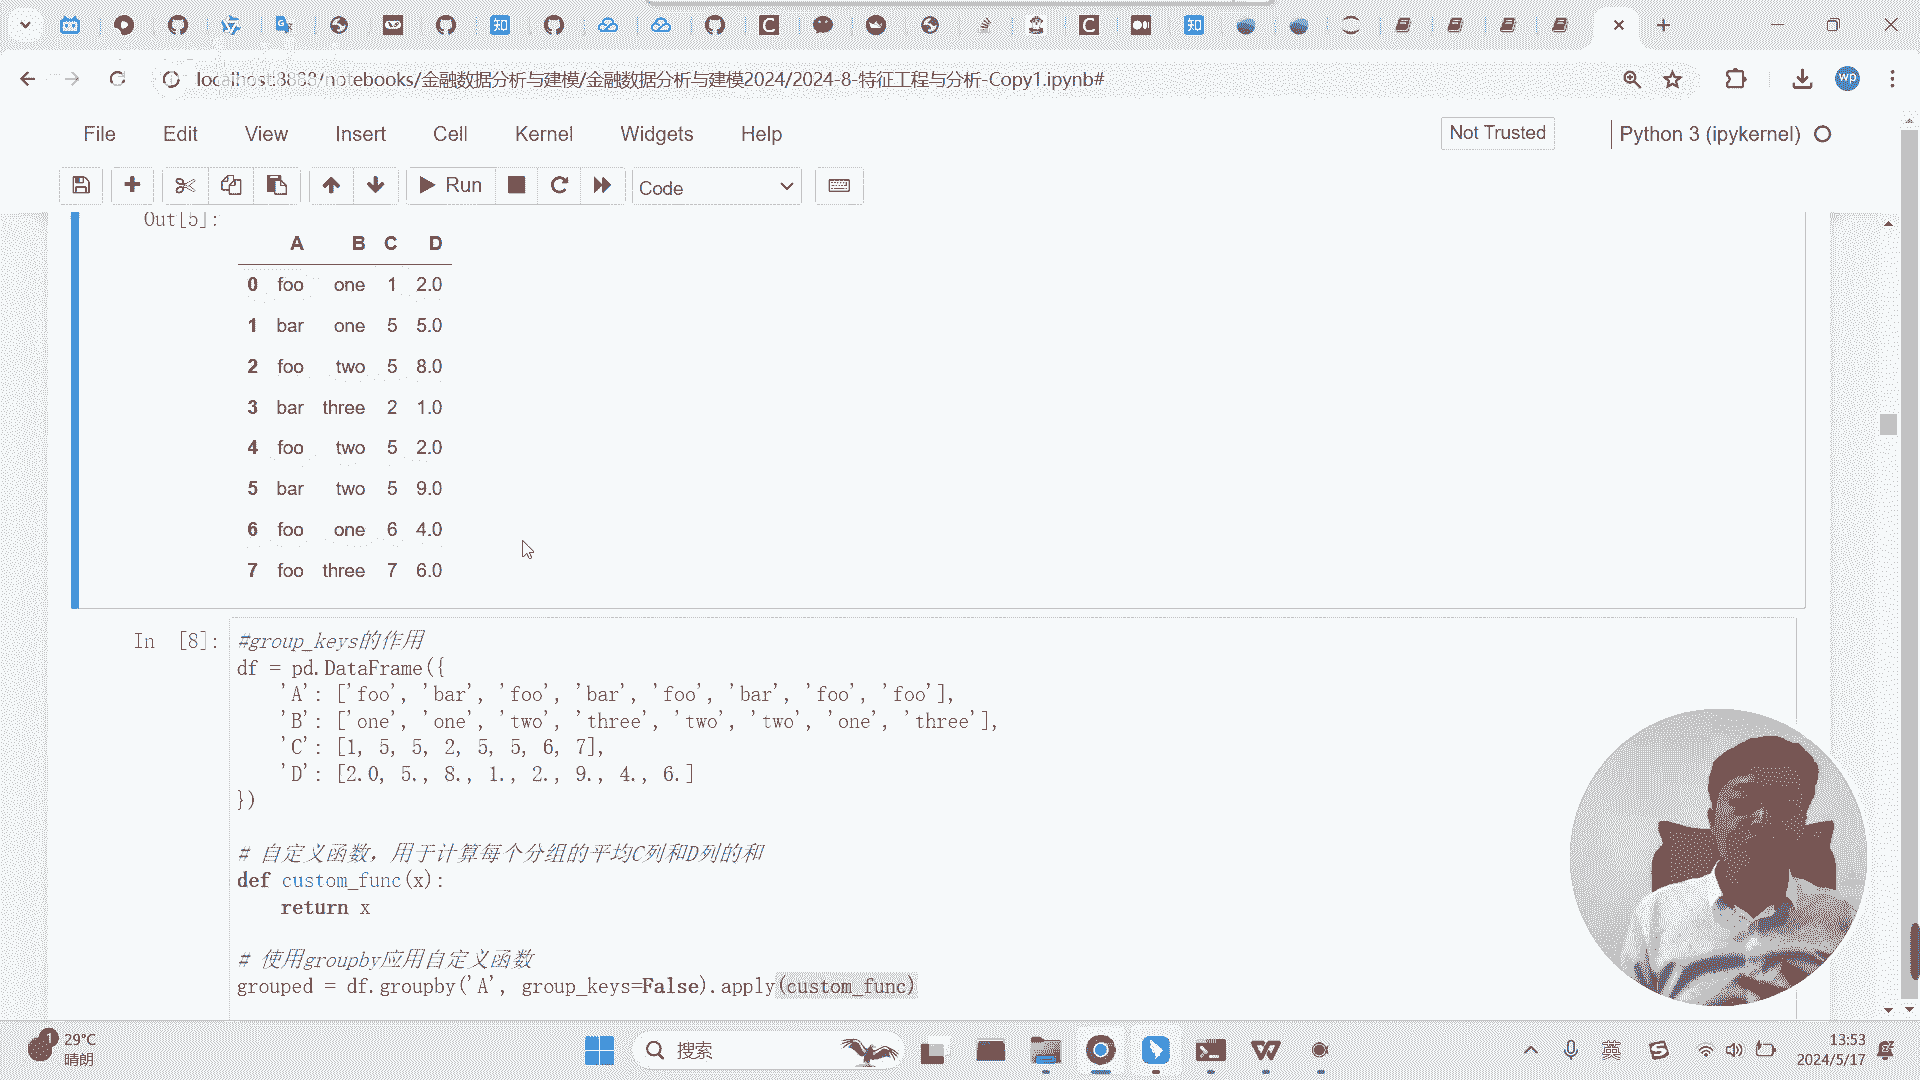 localhost:8888/notebooks/金融数据分析与建模/金融数据分析与建模2024/2024-8-特征工程与分析-Copy1.ipynb#
wp
File Edit View Insert Cell Kernel Widgets Help
Not Trusted
Python 3 (ipykernel)
Run
Code
Out[5]:
A B C D
0 foo one 1 2.0
1 bar one 5 5.0
2 foo two 5 8.0
3 bar three 2 1.0
4 foo two 5 2.0
5 bar two 5 9.0
6 foo one 6 4.0
7 foo three 7 6.0
In [8]:
#group_keys的作用
df = pd.DataFrame({
'A': ['foo', 'bar', 'foo', 'bar', 'foo', 'bar', 'foo', 'foo'],
'B': ['one', 'one', 'two', 'three', 'two', 'two', 'one', 'three'],
'C': [1, 5, 5, 2, 5, 5, 6, 7],
'D': [2.0, 5., 8., 1., 2., 9., 4., 6.]
})
# 自定义函数，用于计算每个分组的平均C列和D列的和
def custom_func(x):
return x
# 使用groupby应用自定义函数
grouped = df.groupby('A', group_keys=False).apply(custom_func)
1
29°C
晴朗
搜索
英
13:53
2024/5/17